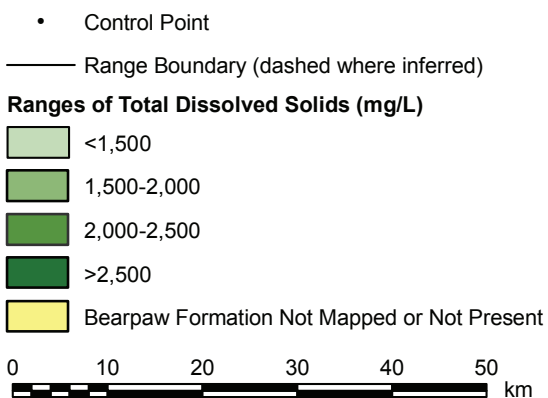 Control Point
Range Boundary (dashed where inferred)
Ranges of Total Dissolved Solids (mg/L)
<1,500
1,500-2,000
2,000-2,500
>2,500
Bearpaw Formation Not Mapped or Not Present
0 10 20 30 40 50
km